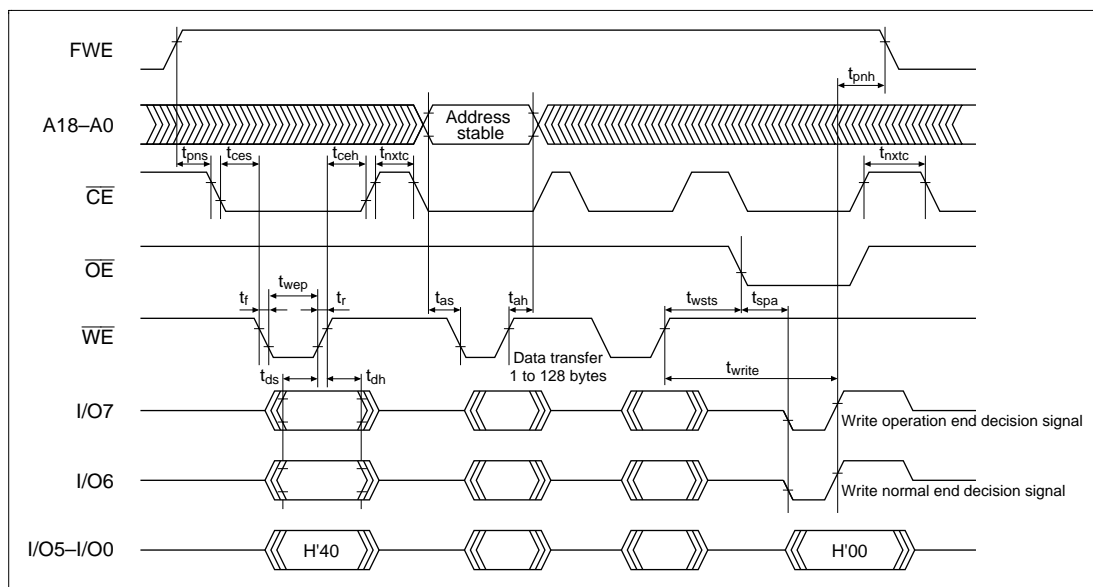 FWE
tpnh
A18–A0
Address
stable
tpns
tces
tceh
tnxtc
tnxtc
CE
OE
tf
twep
tr
tas
tah
twsts
tspa
WE
Data transfer
1 to 128 bytes
tds
tdh
twrite
I/O7
Write operation end decision signal
I/O6
Write normal end decision signal
I/O5–I/O0
H'40
H'00